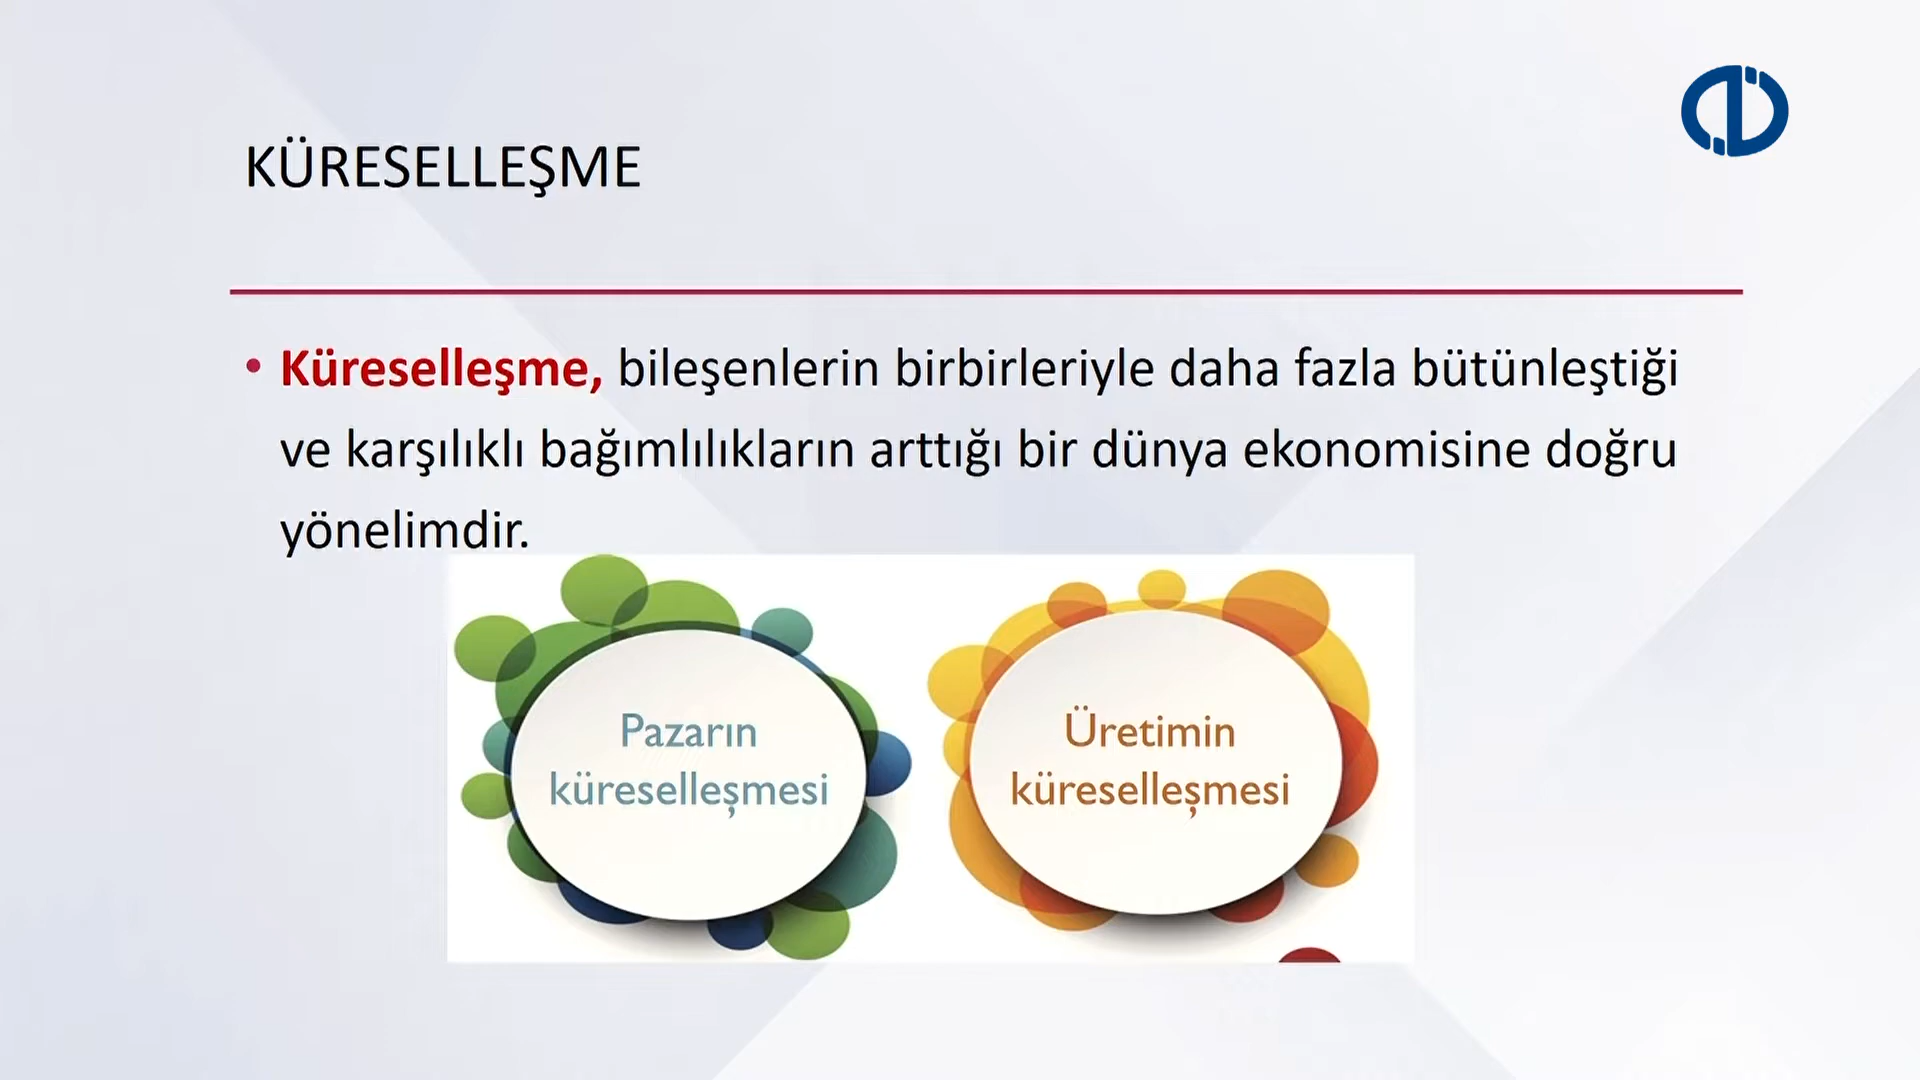 KÜRESELLEŞME
• Küreselleşme, bileşenlerin birbirleriyle daha fazla bütünleştiği
ve karşılıklı bağımlılıkların arttığı bir dünya ekonomisine doğru
yönelimdir.
Pazarın
küreselleşmesi
Üretimin
küreselleşmesi